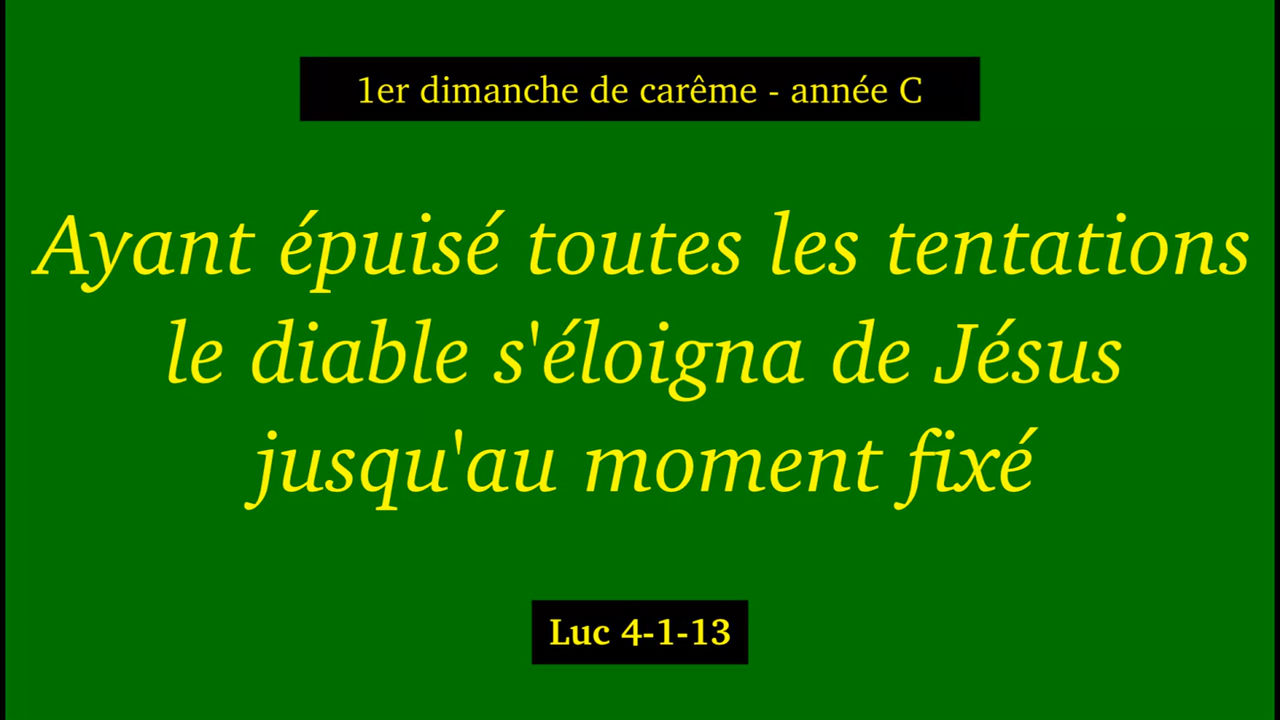 1er dimanche de carême - année C
Ayant épuisé toutes les tentations
le diable s'éloigna de Jésus
jusqu'au moment fixé
Luc 4-1-13